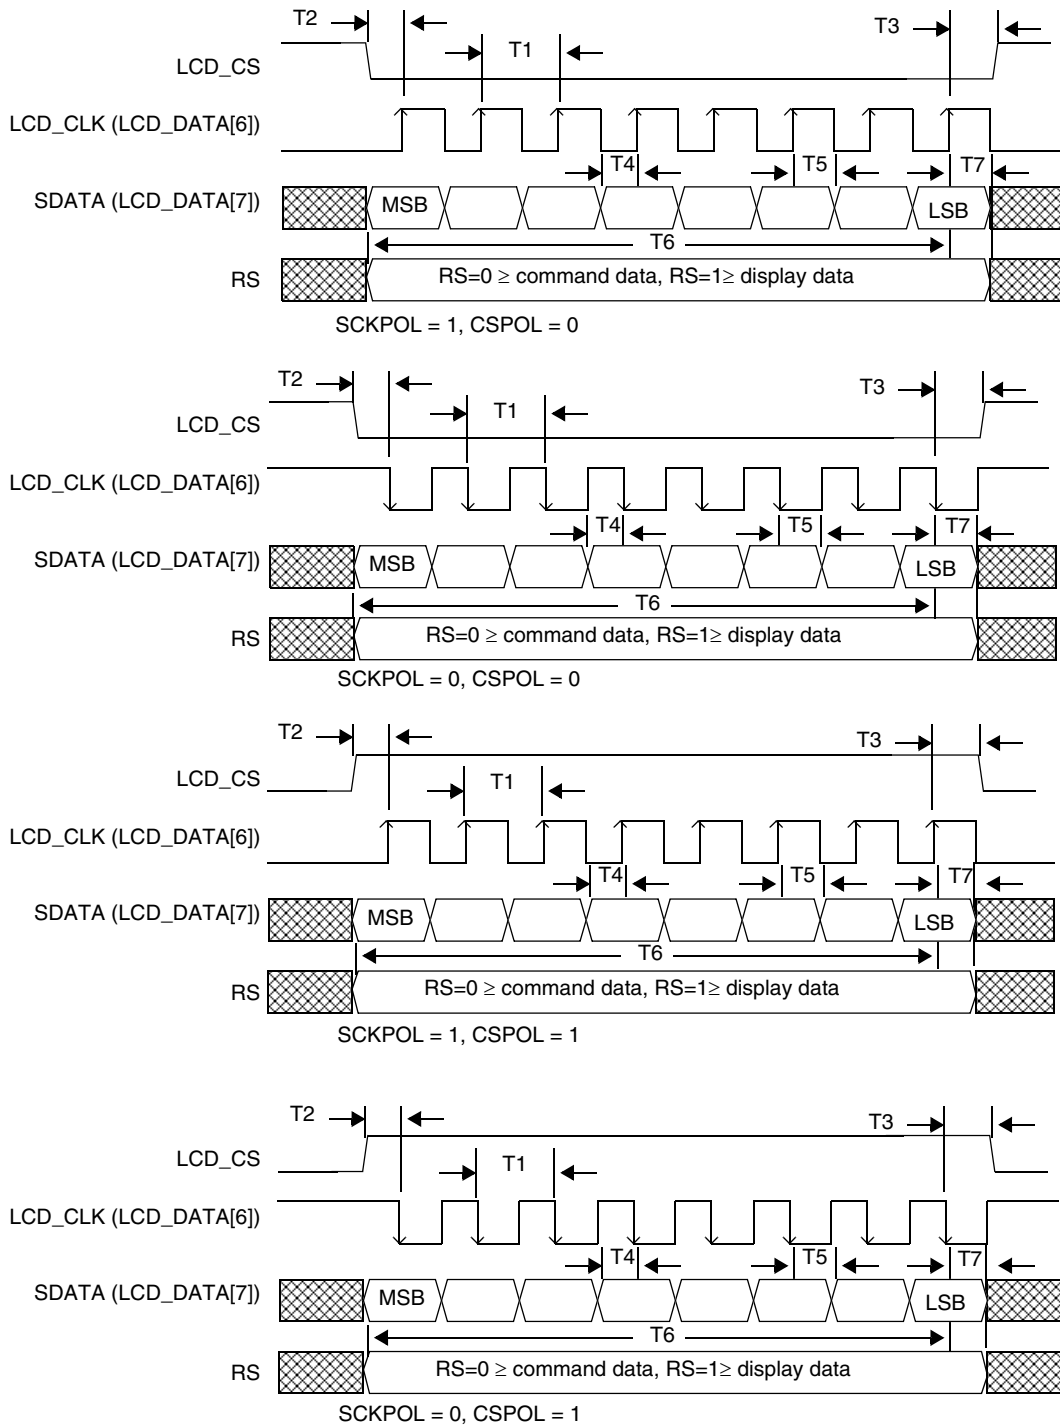 T2
T3
T1
LCD_CS
LCD_CLK (LCD_DATA[6])
T4
T5
T7
SDATA (LCD_DATA[7])
MSB
LSB
T6
RS
RS=0 ≥ command data, RS=1≥ display data
SCKPOL = 1, CSPOL = 0
T2
T3
T1
LCD_CS
LCD_CLK (LCD_DATA[6])
T4
T5
T7
SDATA (LCD_DATA[7])
MSB
LSB
T6
RS
RS=0 ≥ command data, RS=1≥ display data
SCKPOL = 0, CSPOL = 0
T2
T3
T1
LCD_CS
LCD_CLK (LCD_DATA[6])
T4
T5
T7
SDATA (LCD_DATA[7])
MSB
LSB
T6
RS
RS=0 ≥ command data, RS=1≥ display data
SCKPOL = 1, CSPOL = 1
T2
T3
T1
LCD_CS
LCD_CLK (LCD_DATA[6])
T4
T5
T7
SDATA (LCD_DATA[7])
MSB
LSB
T6
RS
RS=0 ≥ command data, RS=1≥ display data
SCKPOL = 0, CSPOL = 1